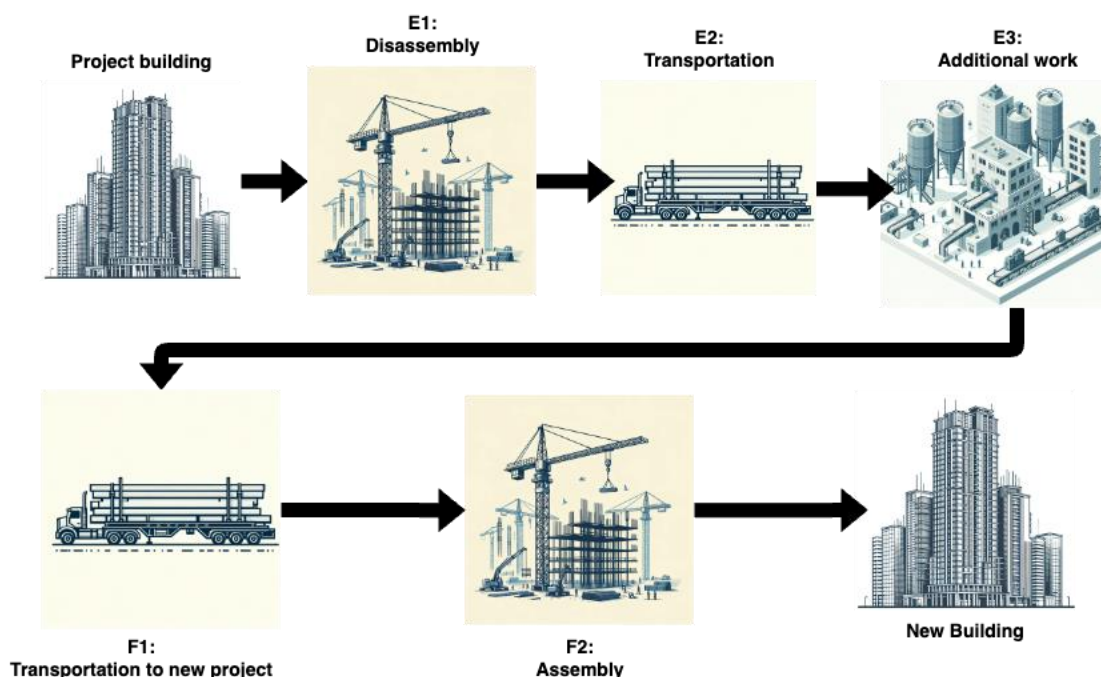 Project building
E1:
Disassembly
E2:
Transportation
E3:
Additional work
F1:
Transportation to new project
F2:
Assembly
New Building